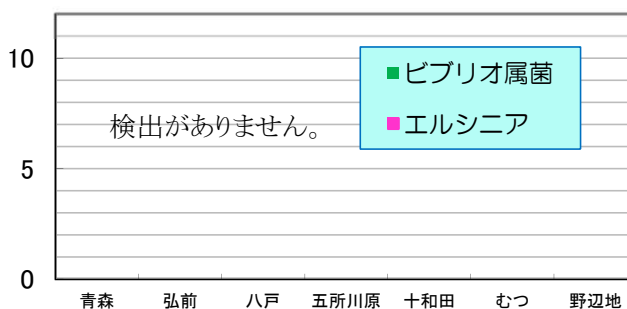 10
ビブリオ属菌
検出がありません。
エルシニア
5
0
青森 弘前 八戸 五所川原 十和田 むつ 野辺地